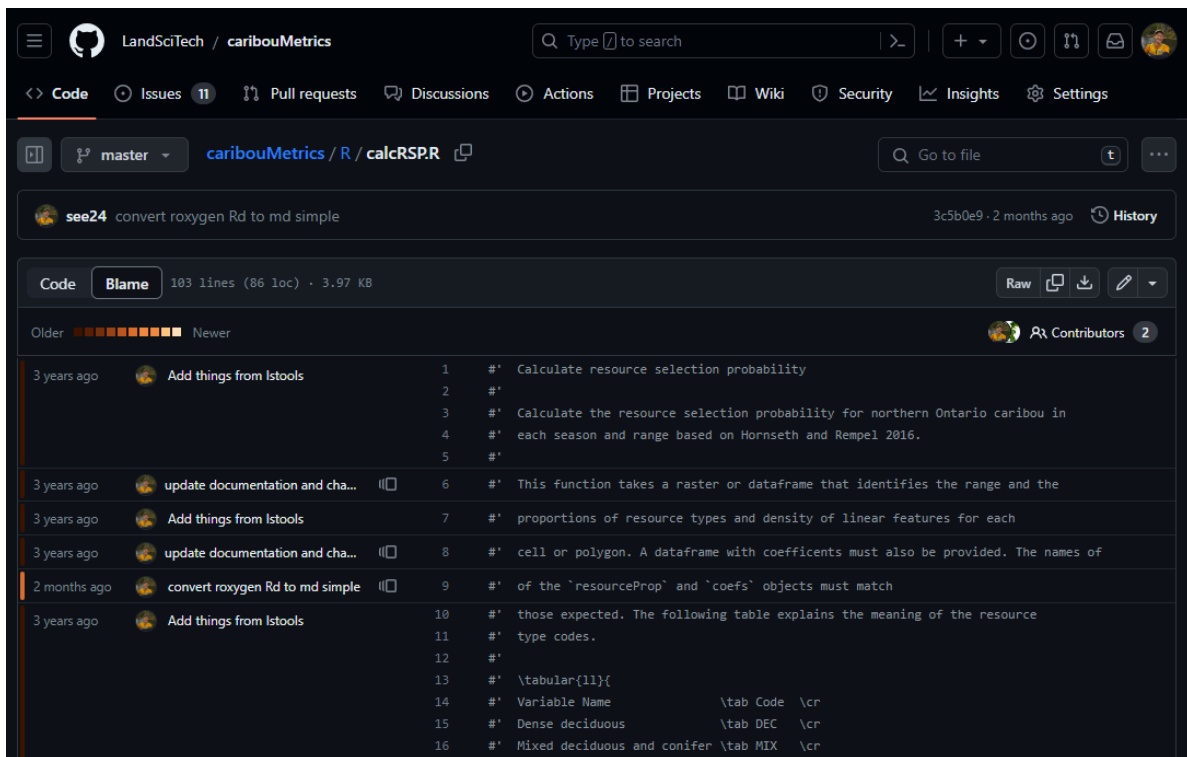 LandSciTech / caribouMetrics
Type / to search
Code Issues 11 Pull requests Discussions Actions Projects Wiki Security Insights Settings
master caribouMetrics / R / calcRSP.R Go to file t
see24 convert roxygen Rd to md simple 3c5b0e9 · 2 months ago History
Code Blame 103 lines (86 loc) · 3.97 KB Raw
Older Newer Contributors 2
3 years ago Add things from lstools 1 #' Calculate resource selection probability
2 #'
3 #' Calculate the resource selection probability for northern Ontario caribou in
4 #' each season and range based on Hornseth and Rempel 2016.
5 #'
3 years ago update documentation and cha... 6 #' This function takes a raster or dataframe that identifies the range and the
3 years ago Add things from lstools 7 #' proportions of resource types and density of linear features for each
3 years ago update documentation and cha... 8 #' cell or polygon. A dataframe with coefficents must also be provided. The names of
2 months ago convert roxygen Rd to md simple 9 #' of the `resourceProp` and `coefs` objects must match
3 years ago Add things from lstools 10 #' those expected. The following table explains the meaning of the resource
11 #' type codes.
12 #'
13 #' \tabular{ll}{
14 #' Variable Name \tab Code \cr
15 #' Dense deciduous \tab DEC \cr
16 #' Mixed deciduous and conifer \tab MIX \cr